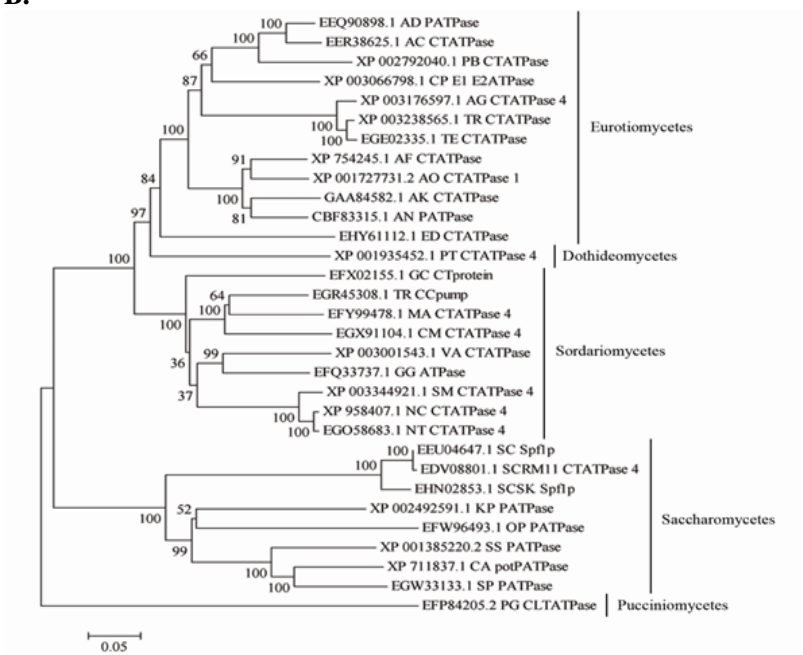 B.
100
EEQ90898.1 AD PATPase
100
EER38625.1 AC CTATPase
66
XP 002792040.1 PB CTATPase
87
XP 003066798.1 CP E1 E2ATPase
XP 003176597.1 AG CTATPase 4
100
XP 003238565.1 TR CTATPase
100
EGE02335.1 TE CTATPase
Eurotiomycetes
100
91
XP 754245.1 AF CTATPase
XP 001727731.2 AO CTATPase 1
84
100
GAA84582.1 AK CTATPase
81
CBF83315.1 AN PATPase
97
EHY61112.1 ED CTATPase
100
XP 001935452.1 PT CTATPase 4
Dothideomycetes
EFX02155.1 GC CTprotein
64
EGR45308.1 TR CCpump
100
EFY99478.1 MA CTATPase 4
100
EGX91104.1 CM CTATPase 4
36
99
XP 003001543.1 VA CTATPase
Sordariomycetes
EFQ33737.1 GG ATPase
37
XP 003344921.1 SM CTATPase 4
100
XP 958407.1 NC CTATPase 4
100
EGO58683.1 NT CTATPase 4
100
EEU04647.1 SC Spf1p
100
EDV08801.1 SCRM11 CTATPase 4
EHN02853.1 SCSK Spf1p
100
52
XP 002492591.1 KP PATPase
EFW96493.1 OP PATPase
Saccharomycetes
99
XP 001385220.2 SS PATPase
100
XP 711837.1 CA potPATPase
100
EGW33133.1 SP PATPase
EFP84205.2 PG CLTATPase
Pucciniomycetes
0.05